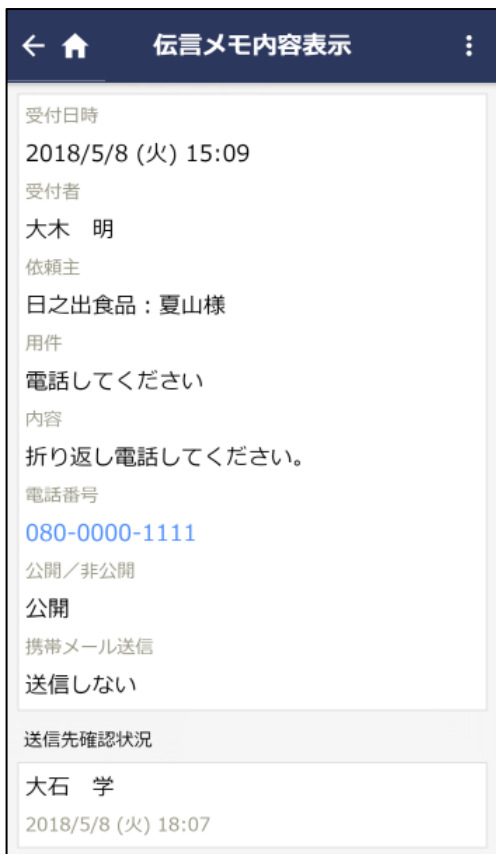 伝言メモ内容表示
受付日時
2018/5/8 (火) 15:09
受付者
大木　明
依頼主
日之出食品：夏山様
用件
電話してください
内容
折り返し電話してください。
電話番号
080-0000-1111
公開／非公開
公開
携帯メール送信
送信しない
送信先確認状況
大石　学
2018/5/8 (火) 18:07